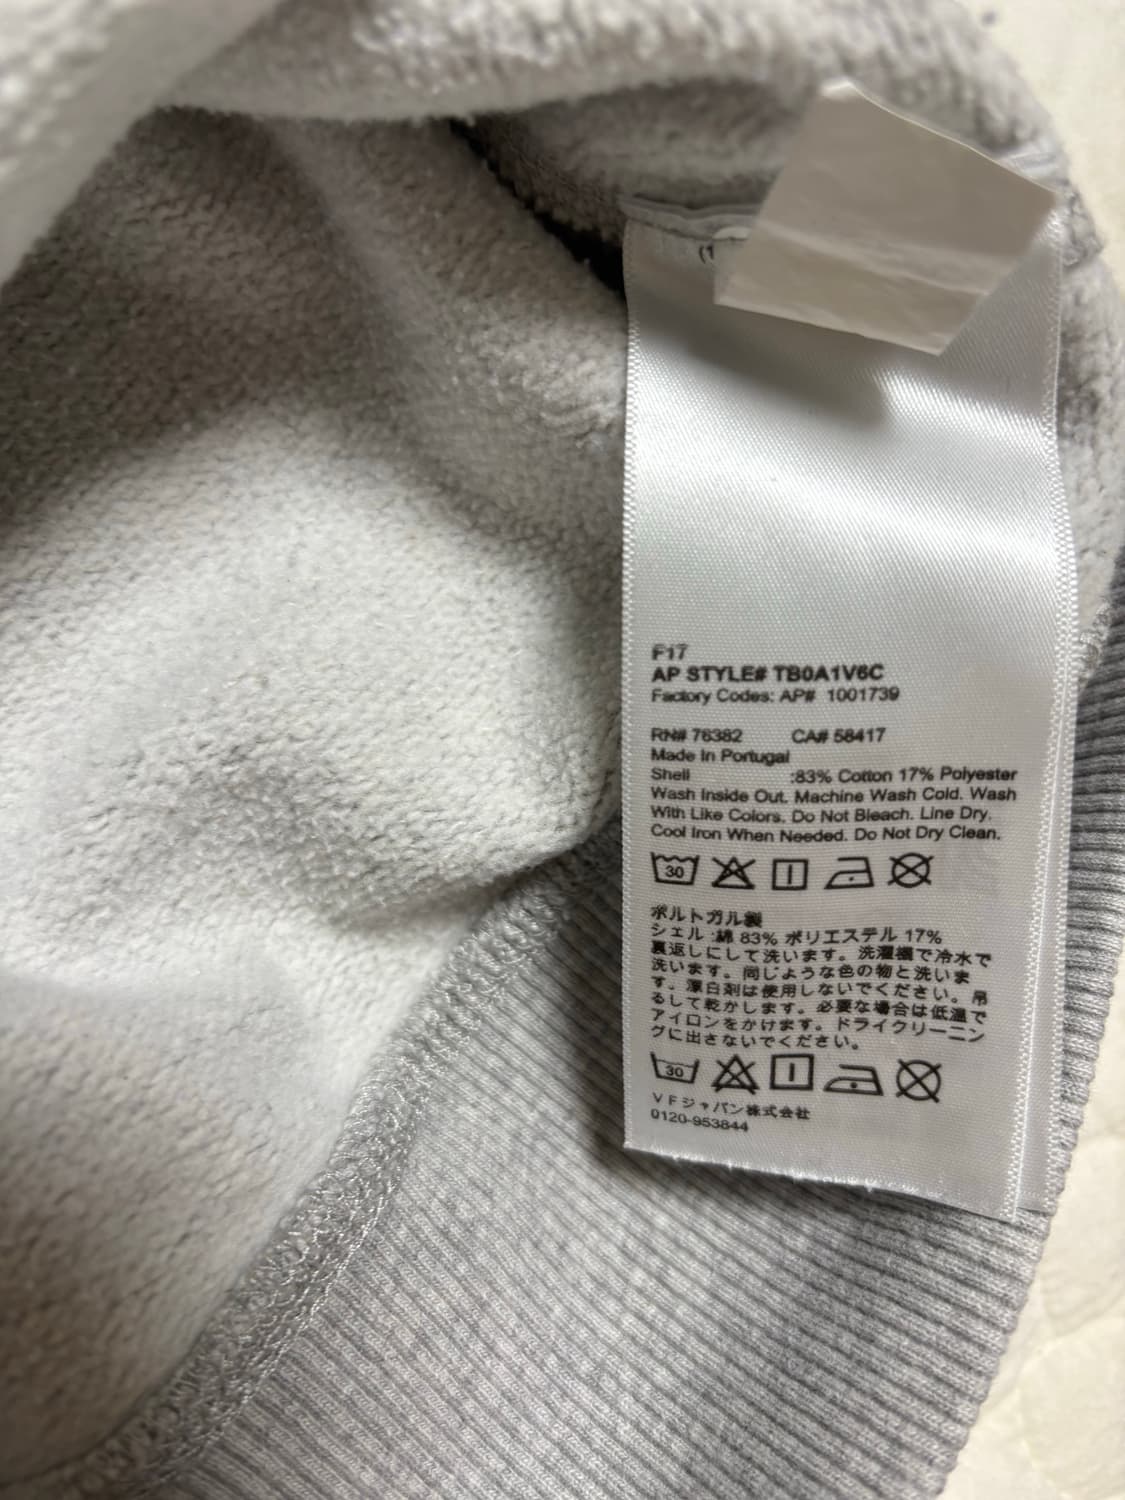 F17
AP STYLE# TB0A1V6C
Factory Codes: AP# 1001739
RN# 76382 CA# 58417
Made In Portugal
Shell :83% Cotton 17% Polyester
Wash Inside Out. Machine Wash Cold. Wash
With Like Colors. Do Not Bleach. Line Dry.
Cool Iron When Needed. Do Not Dry Clean.
30
ポルトガル製
シェル :綿 83% ポリエステル 17%
裏返しにして洗います。洗濯機で冷水で
洗います。同じような色の物と洗いま
す。漂白剤は使用しないでください。吊
るして乾かします。必要な場合は低温で
アイロンをかけます。ドライクリーニン
グに出さないでください。
30
VFジャパン株式会社
0120-953844